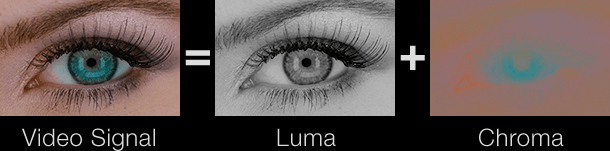 Video Signal = Luma + Chroma